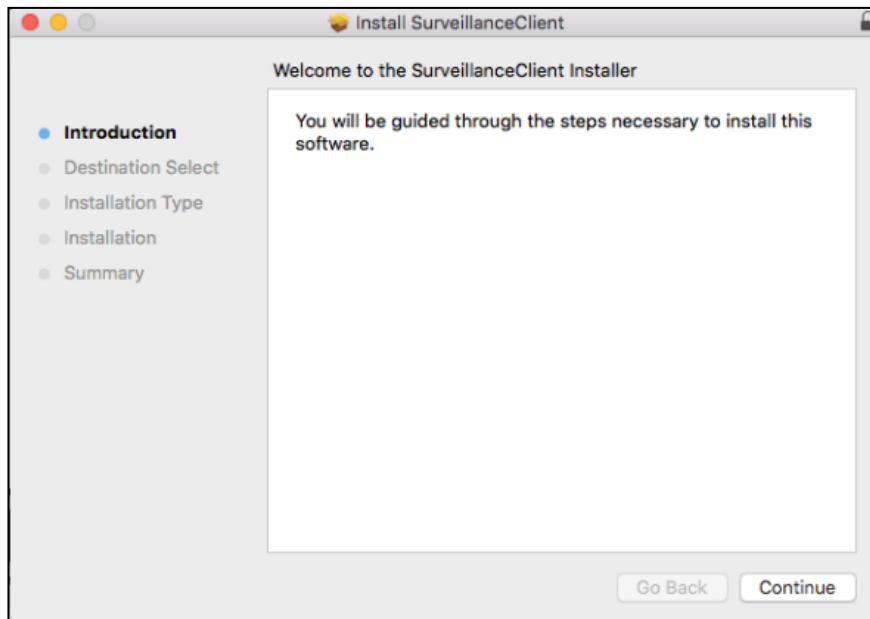 Install SurveillanceClient
Welcome to the SurveillanceClient Installer
Introduction
Destination Select
Installation Type
Installation
Summary
You will be guided through the steps necessary to install this
software.
Go Back
Continue